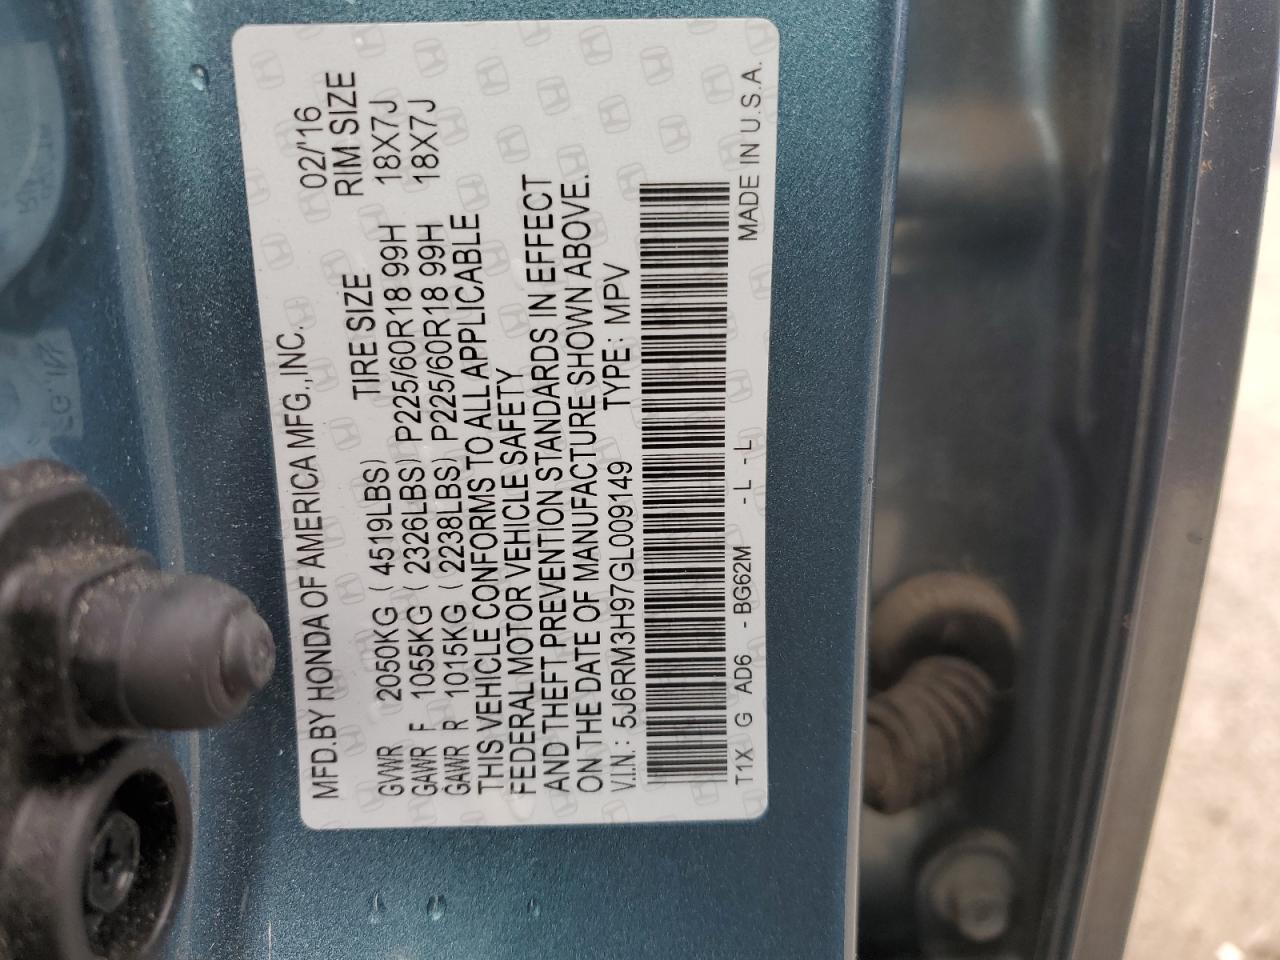 MFD.BY HONDA OF AMERICA MFG.,INC. 02/'16
TIRE SIZE RIM SIZE
GVWR 2050KG ( 4519LBS)
GAWR F 1055KG ( 2326LBS) P225/60R18 99H 18X7J
GAWR R 1015KG ( 2238LBS) P225/60R18 99H 18X7J
THIS VEHICLE CONFORMS TO ALL APPLICABLE
FEDERAL MOTOR VEHICLE SAFETY
AND THEFT PREVENTION STANDARDS IN EFFECT
ON THE DATE OF MANUFACTURE SHOWN ABOVE.
V.I.N.: 5J6RM3H97GL009149 TYPE: MPV
T1X G AD6 - BG62M - L - L MADE IN U.S.A.